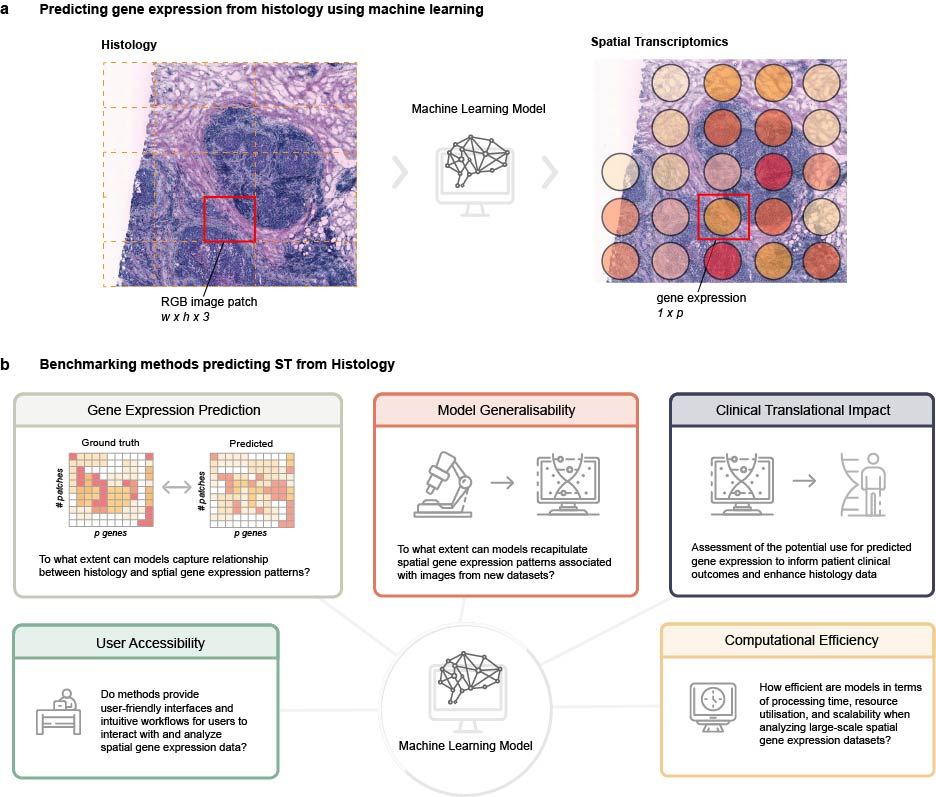 a Predicting gene expression from histology using machine learning
Histology
Spatial Transcriptomics
Machine Learning Model
RGB image patch
w x h x 3
gene expression
1 x p
b Benchmarking methods predicting ST from Histology
Gene Expression Prediction
Ground truth
Predicted
# patches
# patches
p genes
p genes
To what extent can models capture relationship
between histology and sptial gene expression patterns?
Model Generalisability
To what extent can models recapitulate
spatial gene expression patterns associated
with images from new datasets?
Clinical Translational Impact
Assessment of the potential use for predicted
gene expression to inform patient clinical
outcomes and enhance histology data
User Accessibility
Do methods provide
user-friendly interfaces and
intuitive workflows for users to
interact with and analyze
spatial gene expression data?
Machine Learning Model
Computational Efficiency
How efficient are models in terms
of processing time, resource
utilisation, and scalability when
analyzing large-scale spatial
gene expression datasets?